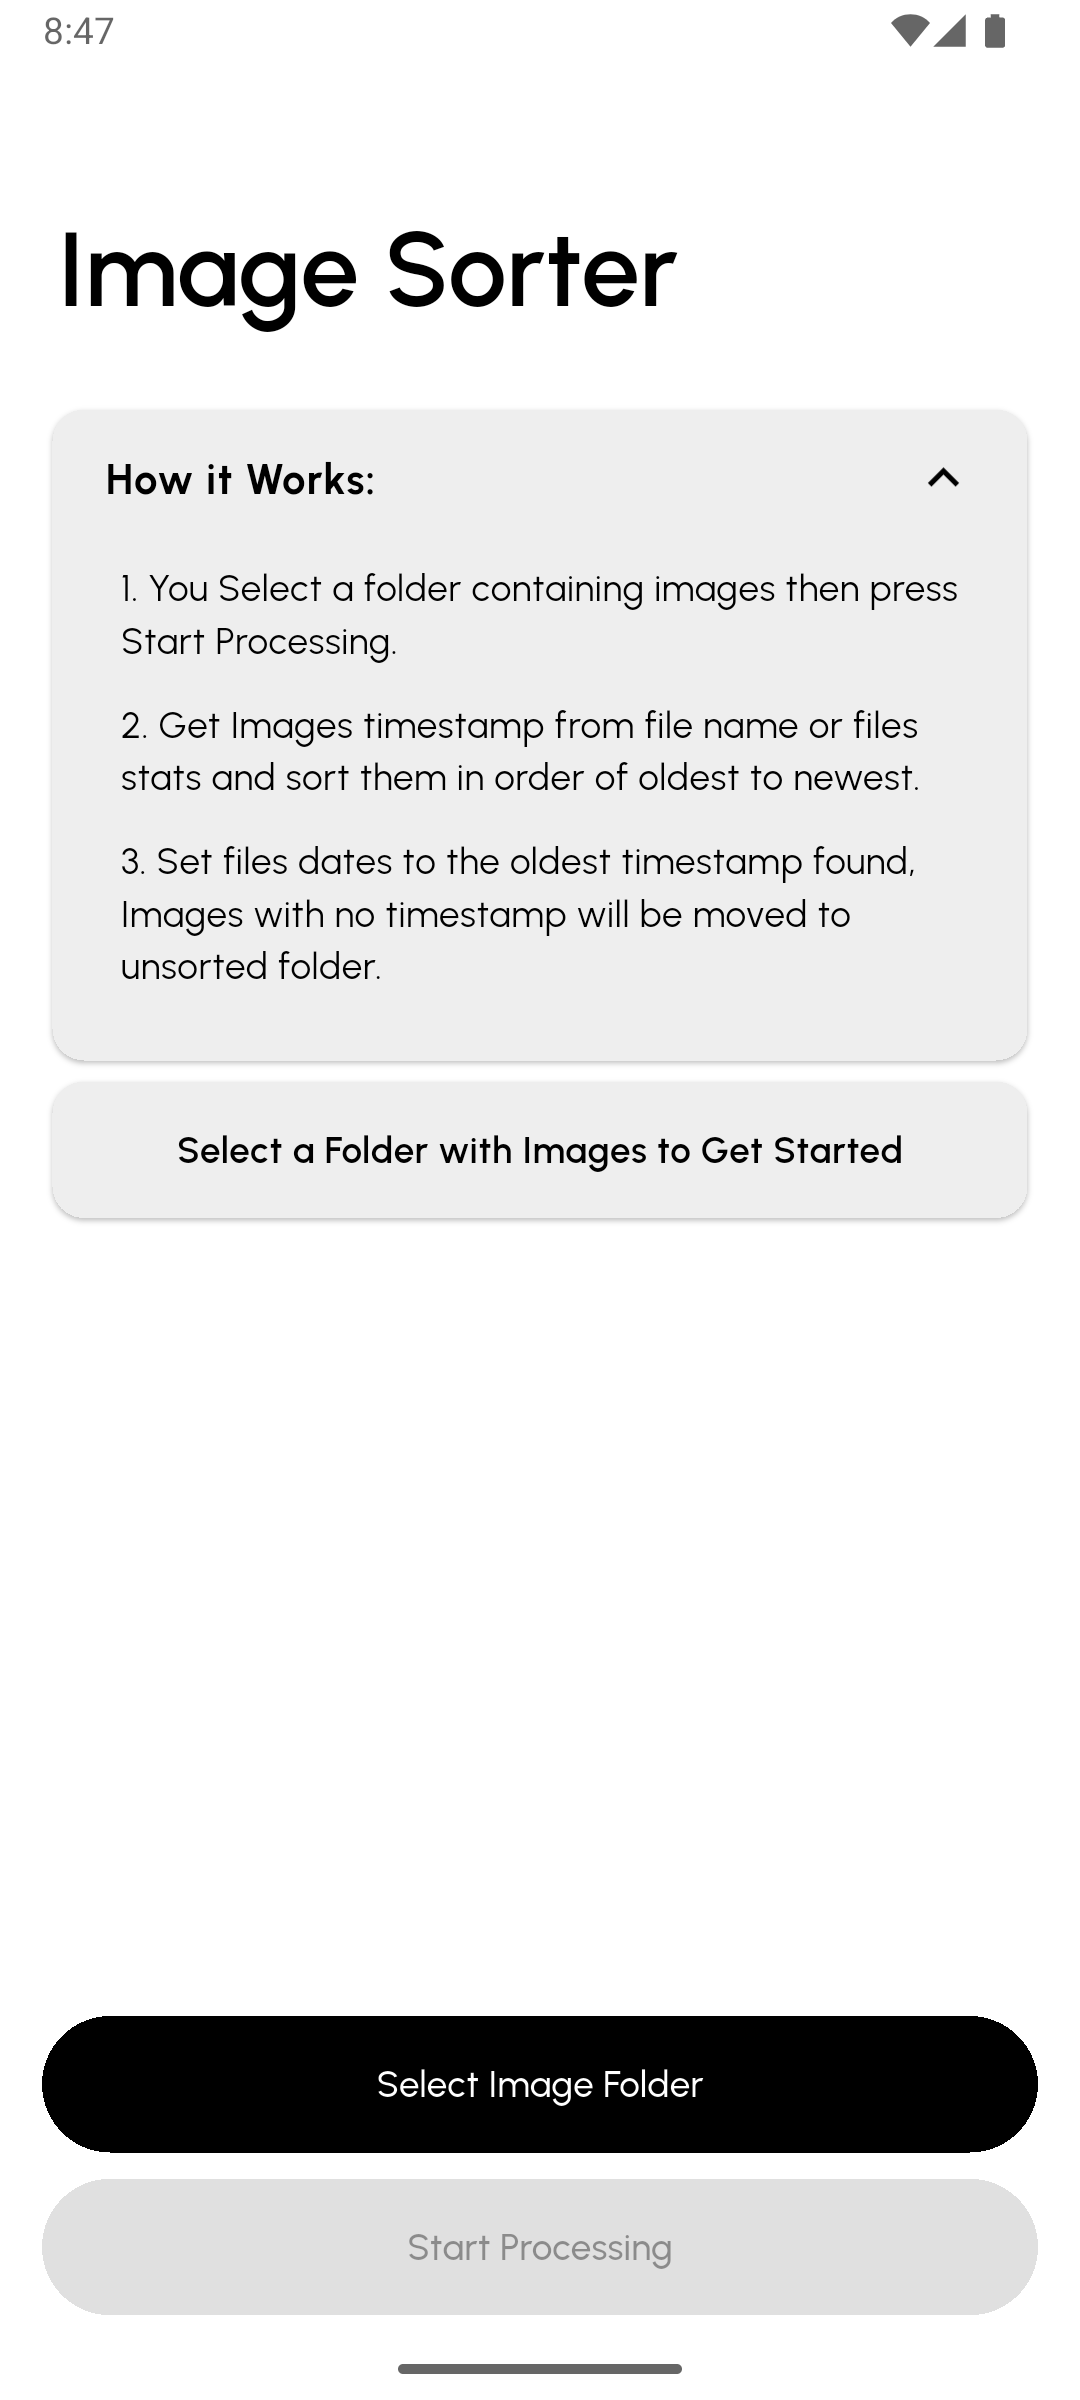 8:47
Image Sorter
How it Works:
1. You Select a folder containing images then press
Start Processing.
2. Get Images timestamp from file name or files
stats and sort them in order of oldest to newest.
3. Set files dates to the oldest timestamp found,
Images with no timestamp will be moved to
unsorted folder.
Select a Folder with Images to Get Started
Select Image Folder
Start Processing